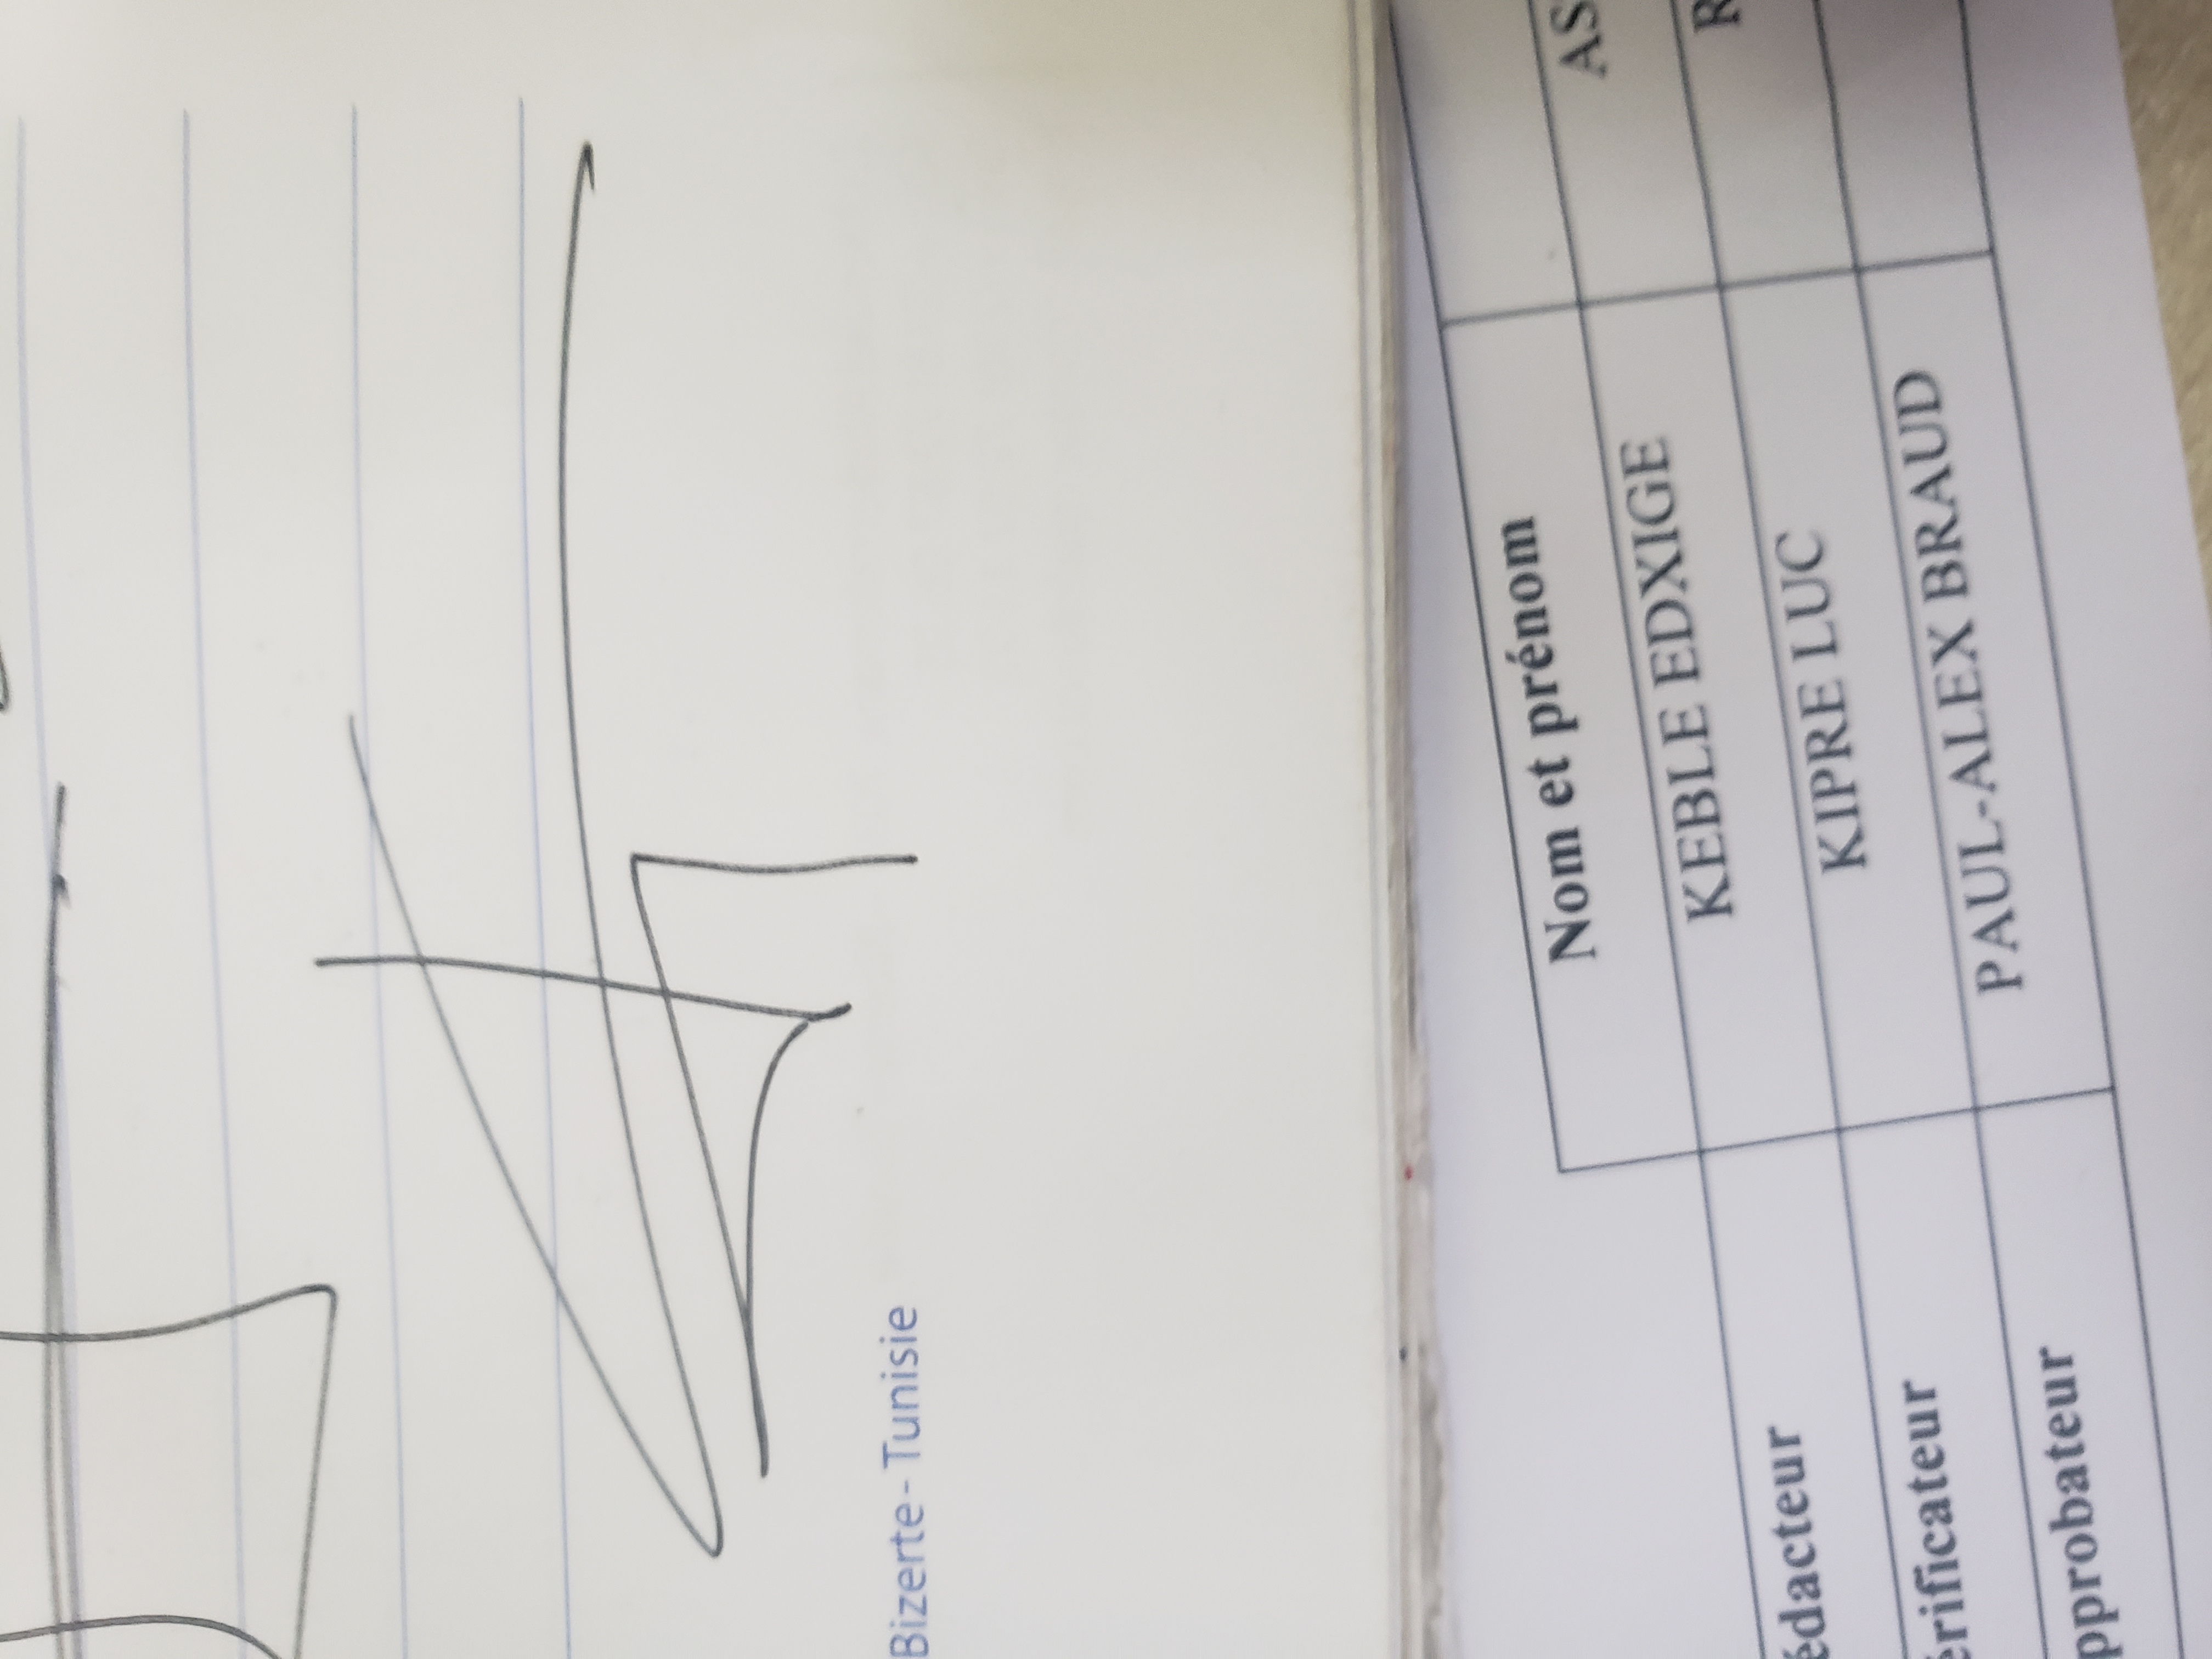 Bizerte - Tunisie
Nom et prénom
AS
édacteur KEBLE EDXIGE
R
érificateur KIPRE LUC
pprobateur PAUL-ALEX BRAUD